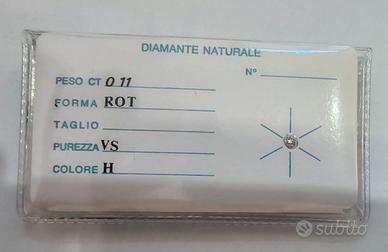 DIAMANTE NATURALE
PESO CT 0 11
N°
FORMA ROT
TAGLIO
PUREZZA VS
COLORE H
subito